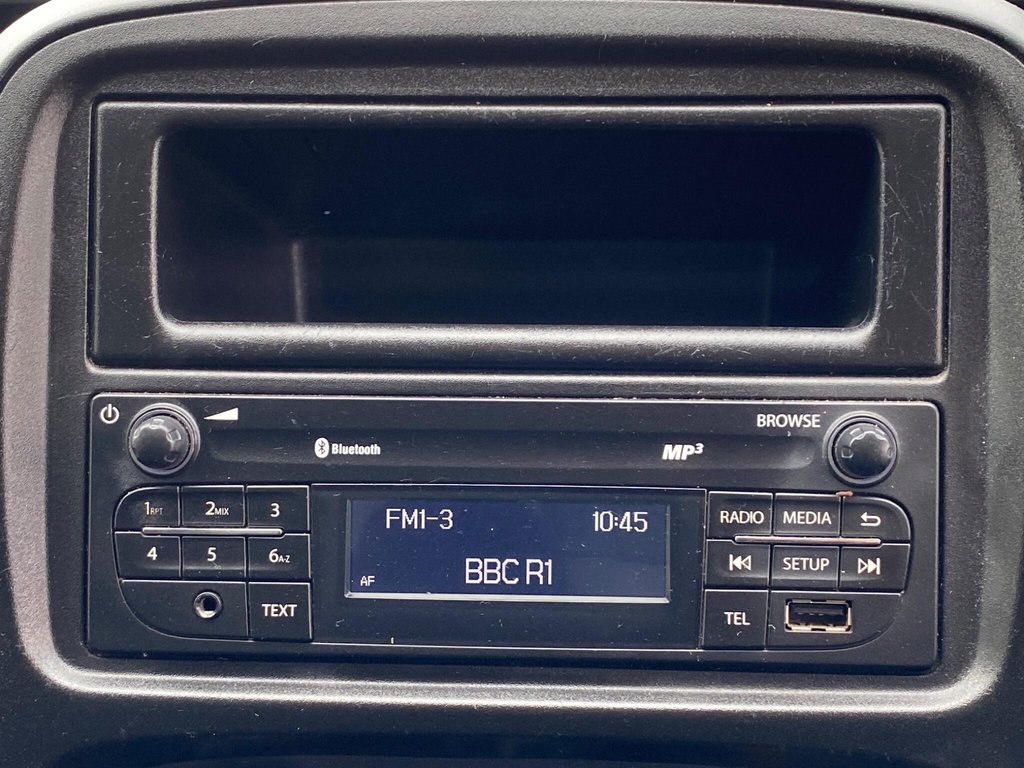 BROWSE
Bluetooth
MP3
1RPT 2MIX 3
FM1-3 10:45
RADIO MEDIA
4 5 6A-Z
BBC R1
SETUP
AF
TEXT
TEL